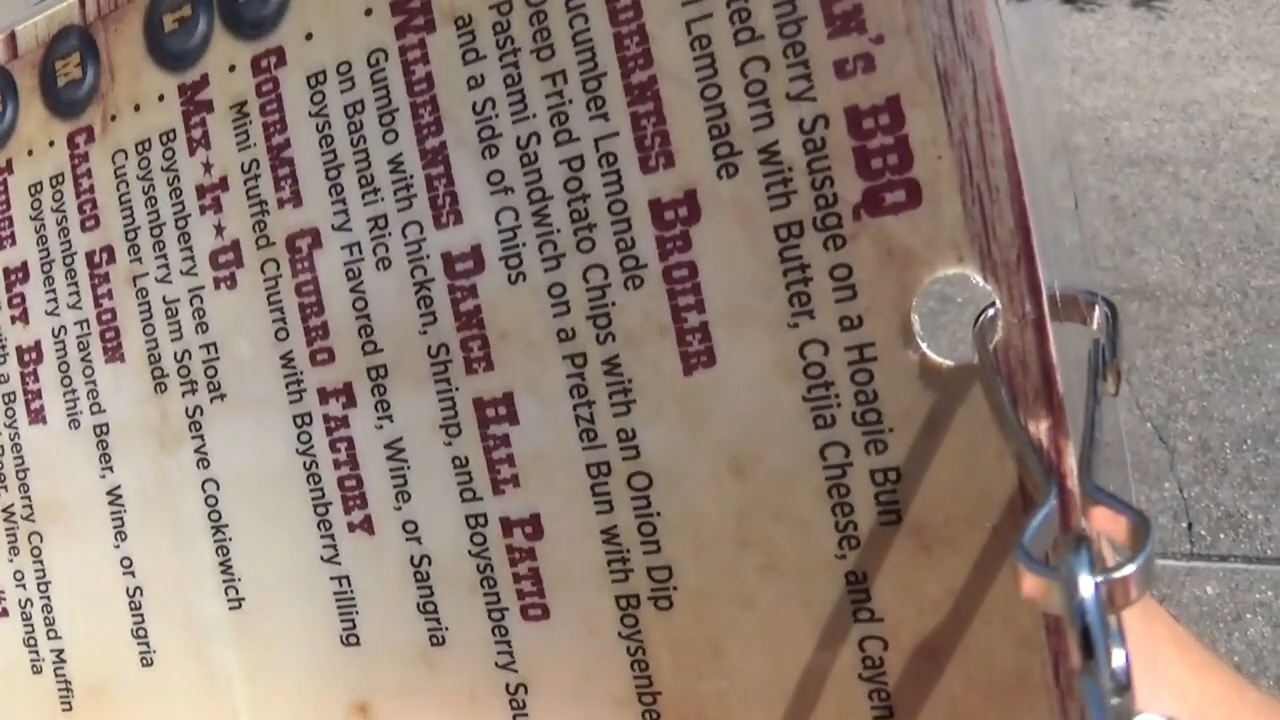 N's BBQ
nberry Sausage on a Hoagie Bun
ted Corn with Butter, Cotjia Cheese, and Cayen
Lemonade
DERNESS BROILER
ucumber Lemonade
Deep Fried Potato Chips with an Onion Dip
Pastrami Sandwich on a Pretzel Bun with Boysenbe
and a Side of Chips
WILDERNESS DANCE HALL PATIO
• Gumbo with Chicken, Shrimp, and Boysenberry Sau
on Basmati Rice
• Boysenberry Flavored Beer, Wine, or Sangria
GOURMET CHURRO FACTORY
• Mini Stuffed Churro with Boysenberry Filling
L MIX★IT★UP
• Boysenberry Icee Float
• Boysenberry Jam Soft Serve Cookiewich
• Cucumber Lemonade
M CALICO SALOON
• Boysenberry Flavored Beer, Wine, or Sangria
• Boysenberry Smoothie
JUDGE ROY BEAN
with a Boysenberry Cornbread Muffin
Beer, Wine, or Sangria
#1